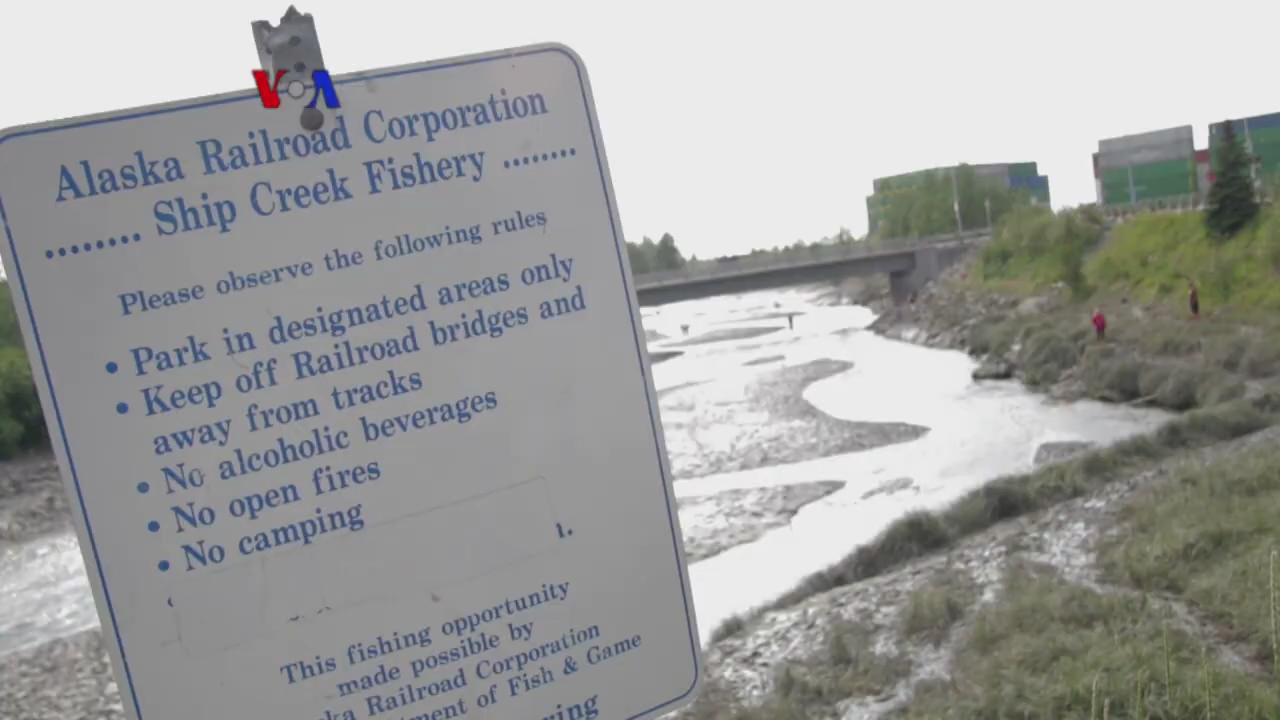 VOA
Alaska Railroad Corporation
........ Ship Creek Fishery ........
Please observe the following rules
• Park in designated areas only
• Keep off Railroad bridges and
away from tracks
• No alcoholic beverages
• No open fires
• No camping
This fishing opportunity
made possible by
Railroad Corporation
of Fish & Game